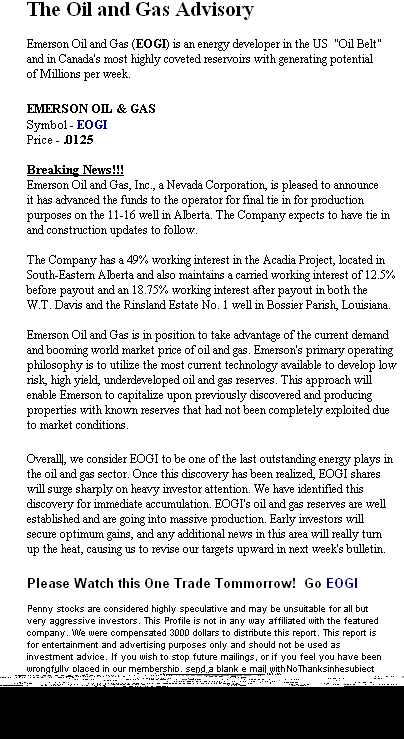 The Oil and Gas Advisory
Emerson Oil and Gas (EOGI) is an energy developer in the US "Oil Belt"
and in Canada's most highly coveted reservoirs with generating potential
of Millions per week.
EMERSON OIL & GAS
Symbol - EOGI
Price - .0125
Breaking News!!!
Emerson Oil and Gas, Inc., a Nevada Corporation, is pleased to announce
it has advanced the funds to the operator for final tie in for production
purposes on the 11-16 well in Alberta. The Company expects to have tie in
and construction updates to follow.
The Company has a 49% working interest in the Acadia Project, located in
South-Eastern Alberta and also maintains a carried working interest of 12.5%
before payout and an 18.75% working interest after payout in both the
W.T. Davis and the Rinsland Estate No. 1 well in Bossier Parish, Louisiana.
Emerson Oil and Gas is in position to take advantage of the current demand
and booming world market price of oil and gas. Emerson's primary operating
philosophy is to utilize the most current technology available to develop low
risk, high yield, underdeveloped oil and gas reserves. This approach will
enable Emerson to capitalize upon previously discovered and producing
properties with known reserves that had not been completely exploited due
to market conditions.
Overall, we consider EOGI to be one of the last outstanding energy plays in
the oil and gas sector. Once this discovery has been realized, EOGI shares
will surge sharply on heavy investor attention. We have identified this
discovery for immediate accumulation. EOGI's oil and gas reserves are well
established and are going into massive production. Early investors will
secure optimum gains, and any additional news in this area will really turn
up the heat, causing us to revise our targets upward in next week's bulletin.
Please Watch this One Trade Tommorrow! Go EOGI
Penny stocks are considered highly speculative and may be unsuitable for all but
very aggressive investors. This Profile is not in any way affiliated with the featured
company. We were compensated 3000 dollars to distribute this report. This report is
for entertainment and advertising purposes only and should not be used as
investment advice. If you wish to stop future mailings, or if you feel you have been
wrongfully placed in our membership, send a blank e mail withNoThanksinhesubject